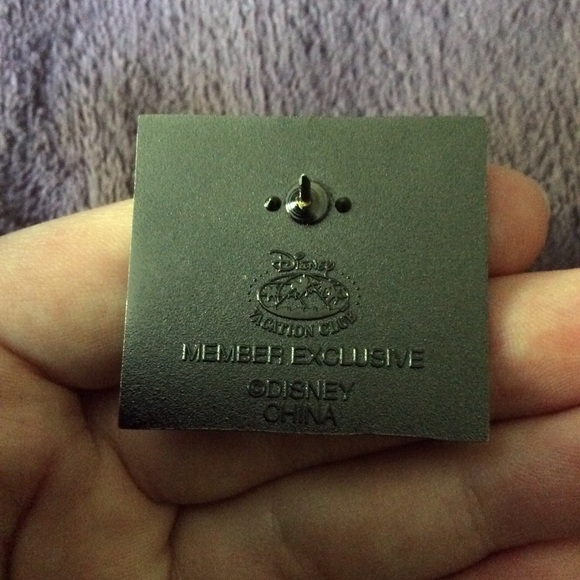 Disney
VACATION CLUB
MEMBER EXCLUSIVE
©DISNEY
CHINA